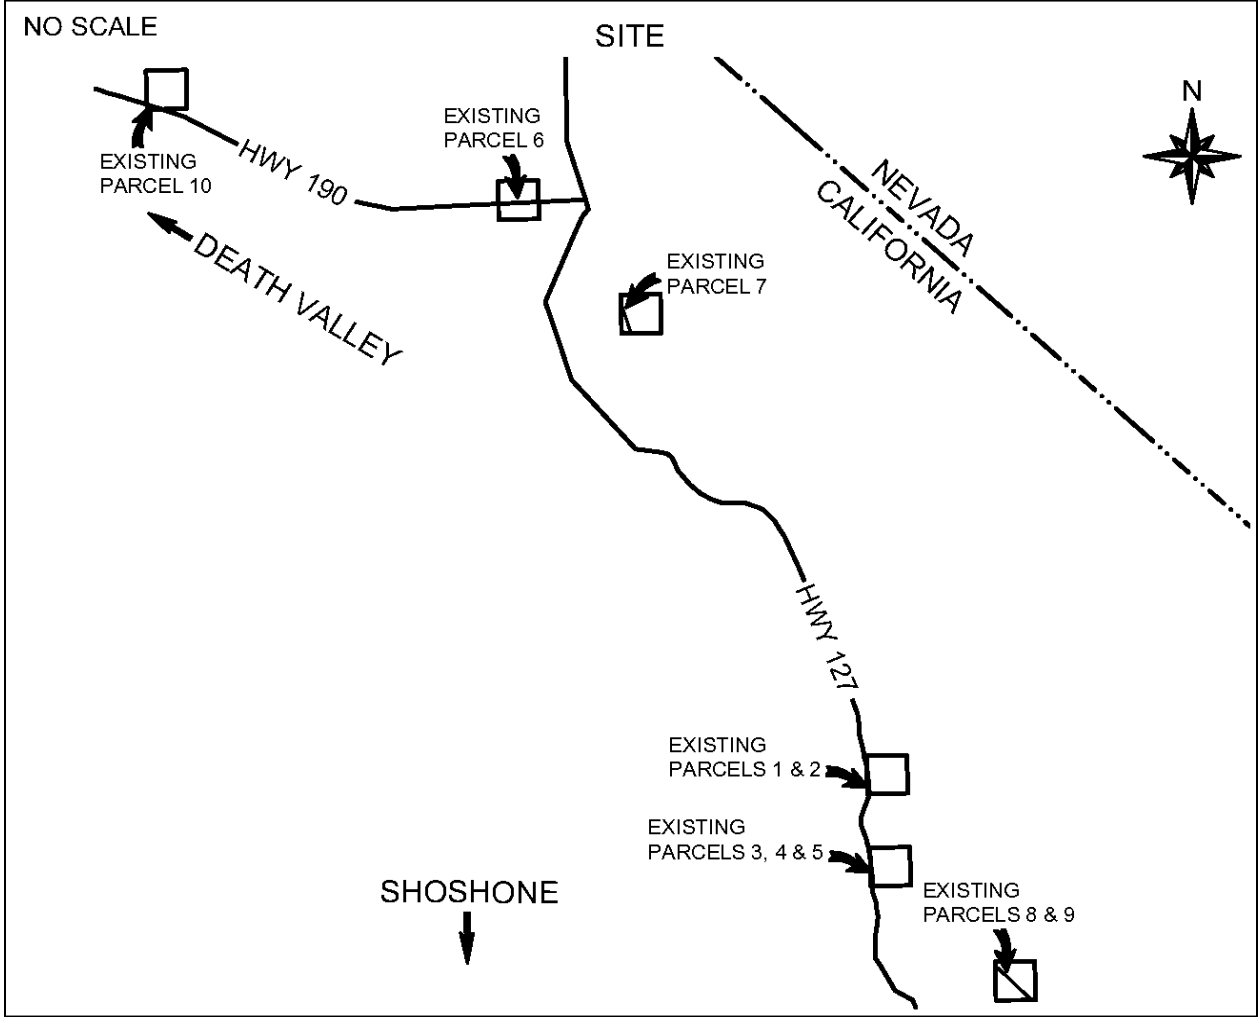 NO SCALE
SITE
N
EXISTING
PARCEL 6
EXISTING
PARCEL 10
HWY 190
NEVADA
CALIFORNIA
DEATH VALLEY
EXISTING
PARCEL 7
HWY 127
EXISTING
PARCELS 1 & 2
EXISTING
PARCELS 3, 4 & 5
SHOSHONE
EXISTING
PARCELS 8 & 9